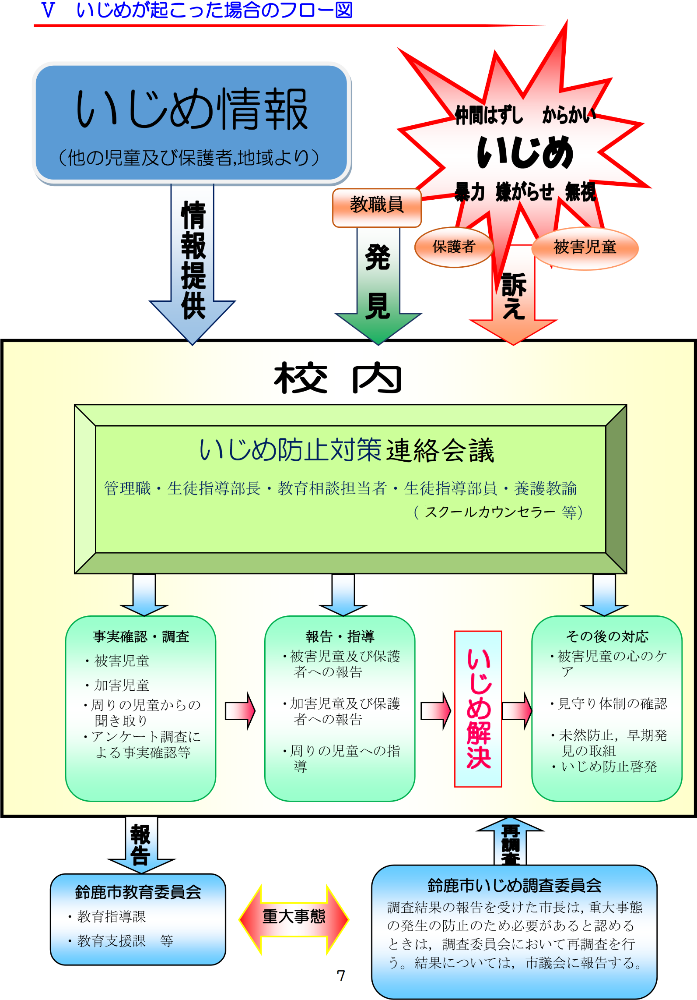 Ⅴ　いじめが起こった場合のフロー図
いじめ情報
（他の児童及び保護者,地域より）
仲間はずし　からかい
いじめ
暴力　嫌がらせ　無視
教職員
保護者
被害児童
情報提供
発見
訴え
校内
いじめ防止対策連絡会議
管理職・生徒指導部長・教育相談担当者・生徒指導部員・養護教諭
（スクールカウンセラー 等）
事実確認・調査
・被害児童
・加害児童
・周りの児童からの
聞き取り
・アンケート調査に
よる事実確認等
報告・指導
・被害児童及び保護
者への報告
・加害児童及び保護
者への報告
・周りの児童への指
導
いじめ解決
その後の対応
・被害児童の心のケ
ア
・見守り体制の確認
・未然防止，早期発
見の取組
・いじめ防止啓発
報告
再調査
鈴鹿市教育委員会
・教育指導課
・教育支援課　等
重大事態
鈴鹿市いじめ調査委員会
調査結果の報告を受けた市長は，重大事態
の発生の防止のため必要があると認める
ときは，調査委員会において再調査を行
う。結果については，市議会に報告する。
7